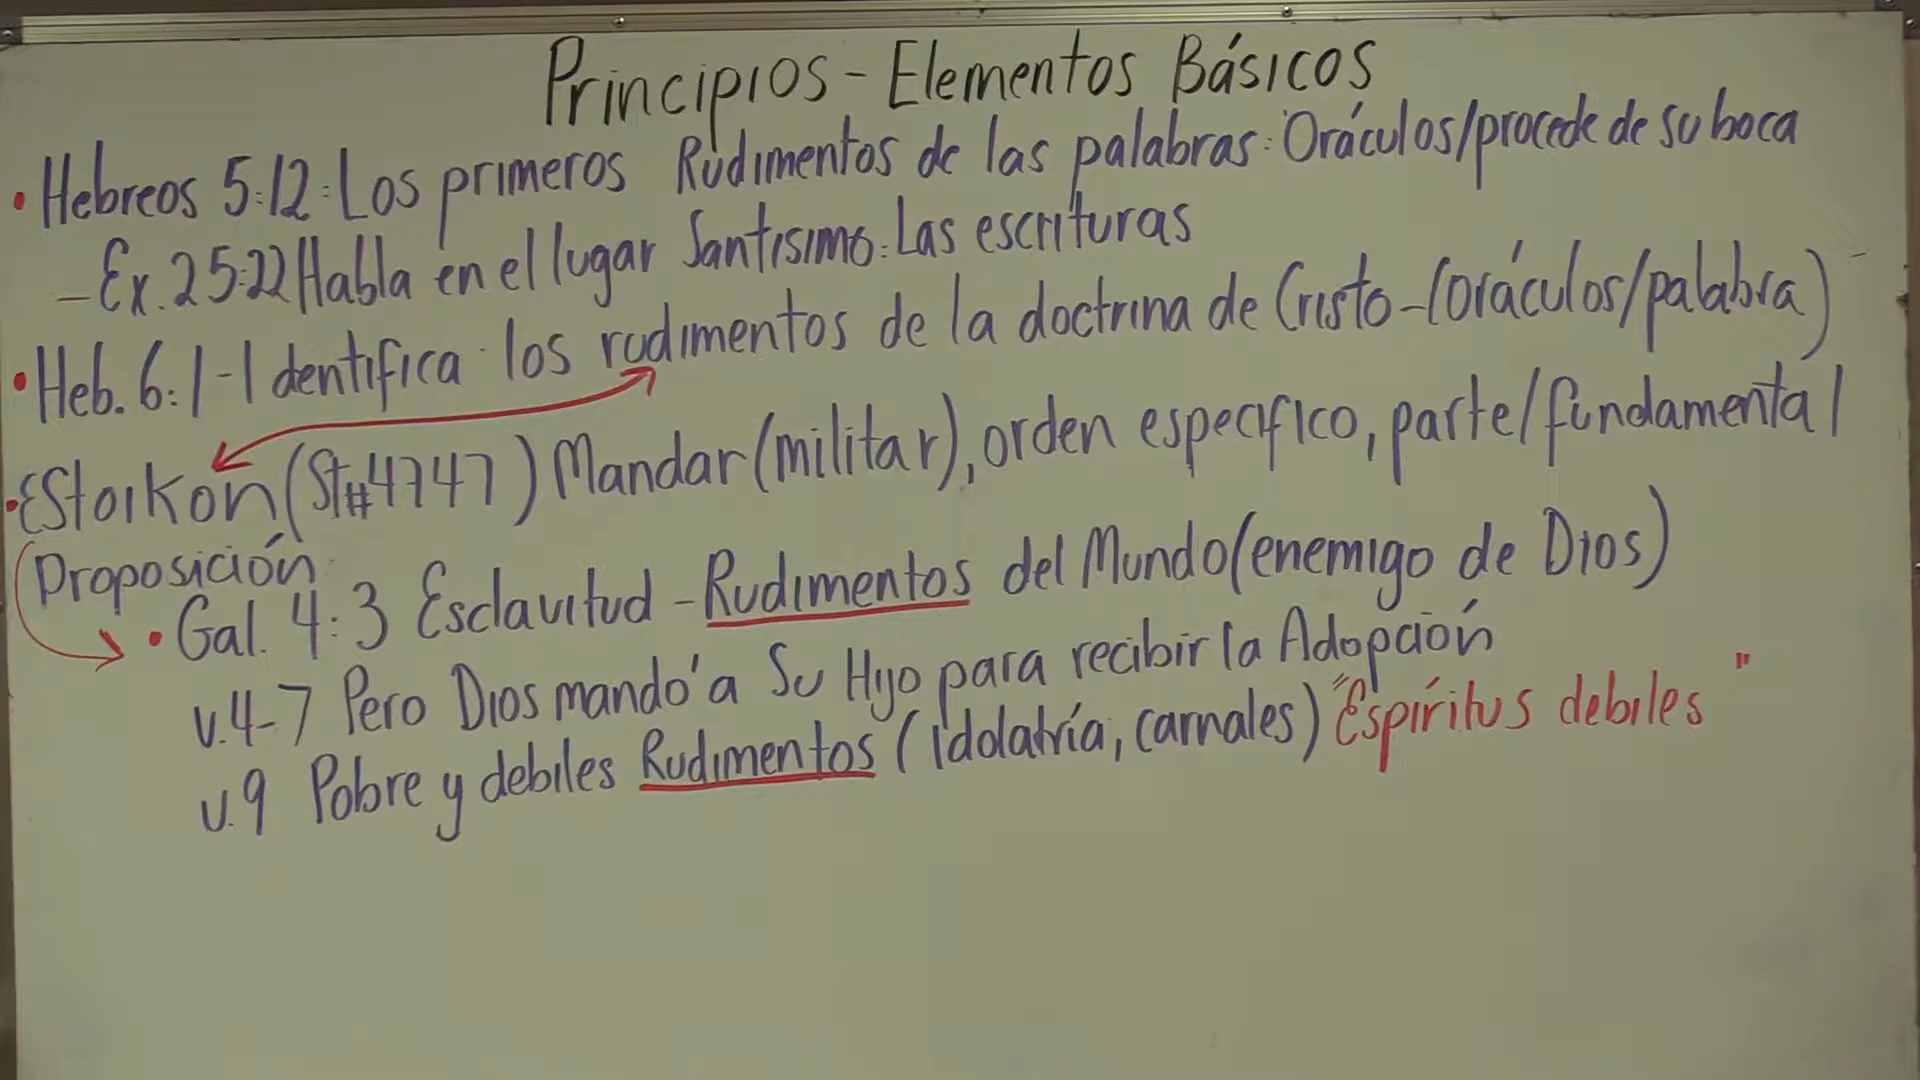 Principios - Elementos Básicos
• Hebreos 5:12: Los primeros Rudimentos de las palabras: Oráculos/procede de su boca
- Ex. 25:22 Habla en el lugar Santisimo: Las escrituras
• Heb. 6:1 - Identifica los rudimentos de la doctrina de Cristo - (oráculos/palabra)
• EStoikon (St#4747) Mandar (militar), orden especifico, parte/fundamental
Proposición
• Gal. 4:3 Esclavitud - Rudimentos del Mundo (enemigo de Dios)
v.4-7 Pero Dios mando' a Su Hijo para recibir la Adopción
v.9 Pobre y debiles Rudimentos (idolatría, carnales) "Espíritus debiles"